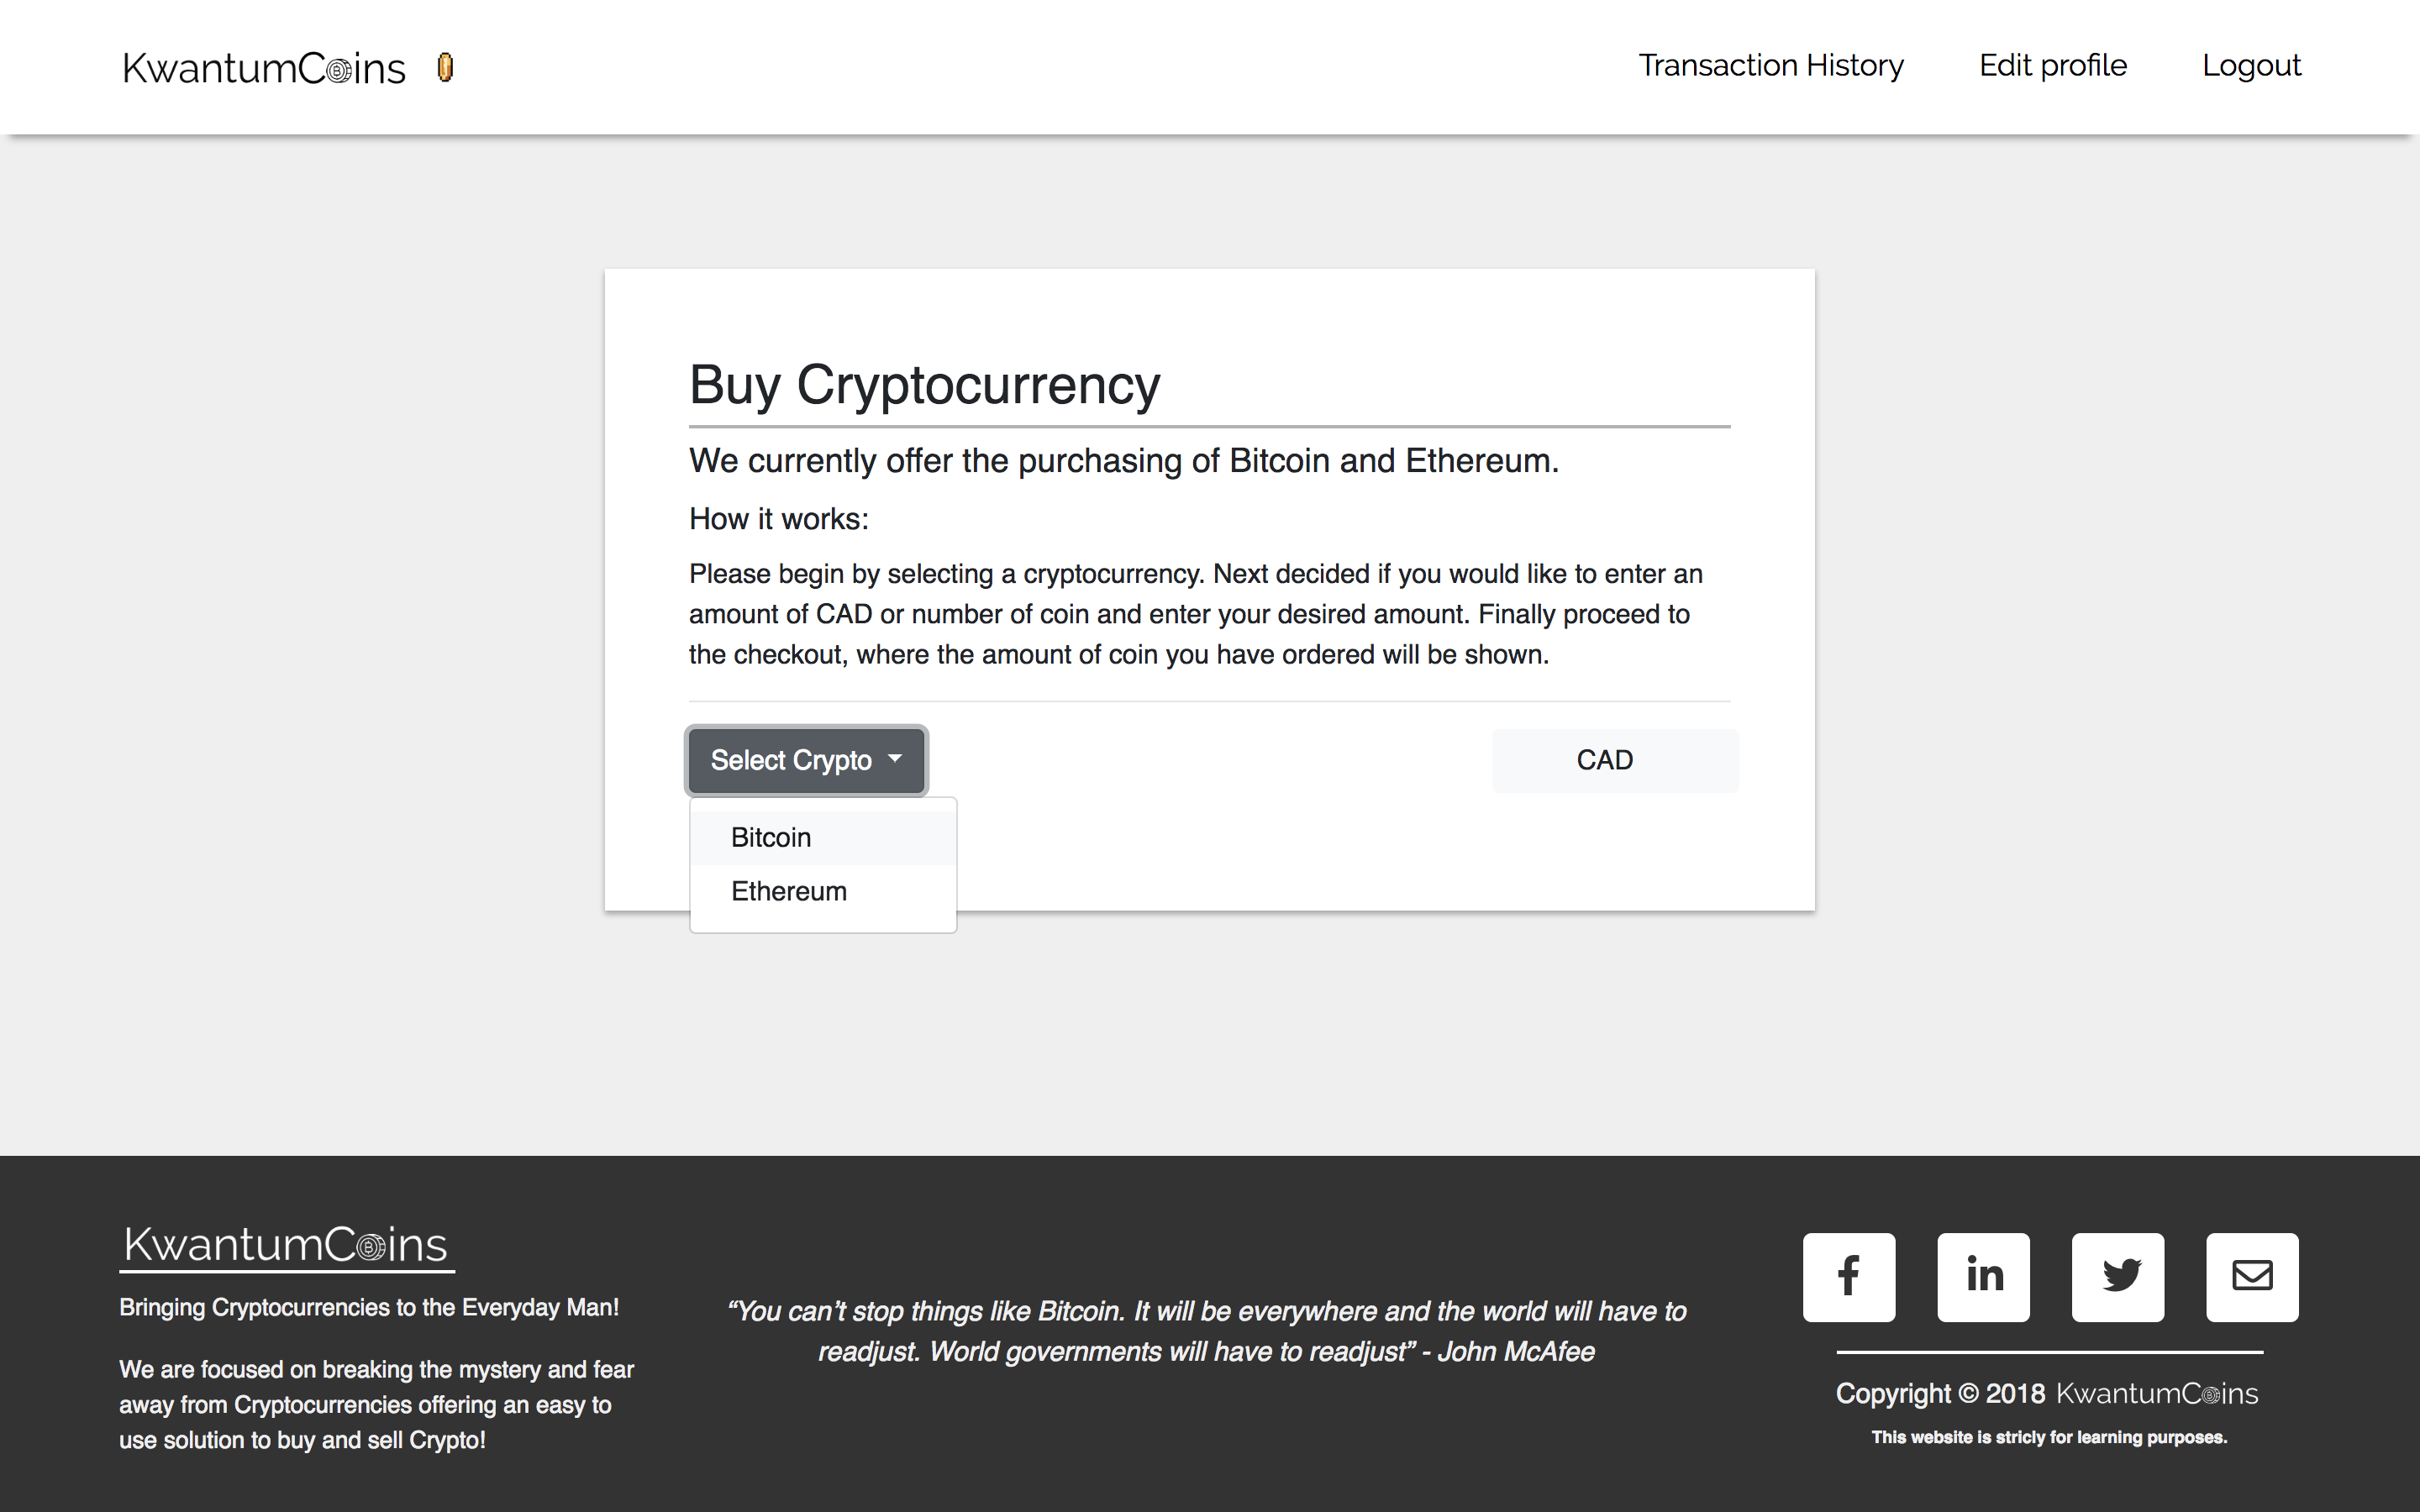 KwantumCoins
Transaction History
Edit profile
Logout
Buy Cryptocurrency
We currently offer the purchasing of Bitcoin and Ethereum.
How it works:
Please begin by selecting a cryptocurrency. Next decided if you would like to enter an
amount of CAD or number of coin and enter your desired amount. Finally proceed to
the checkout, where the amount of coin you have ordered will be shown.
Select Crypto
CAD
Bitcoin
Ethereum
KwantumCoins
Bringing Cryptocurrencies to the Everyday Man!
We are focused on breaking the mystery and fear
away from Cryptocurrencies offering an easy to
use solution to buy and sell Crypto!
“You can’t stop things like Bitcoin. It will be everywhere and the world will have to
readjust. World governments will have to readjust” - John McAfee
Copyright © 2018 KwantumCoins
This website is stricly for learning purposes.